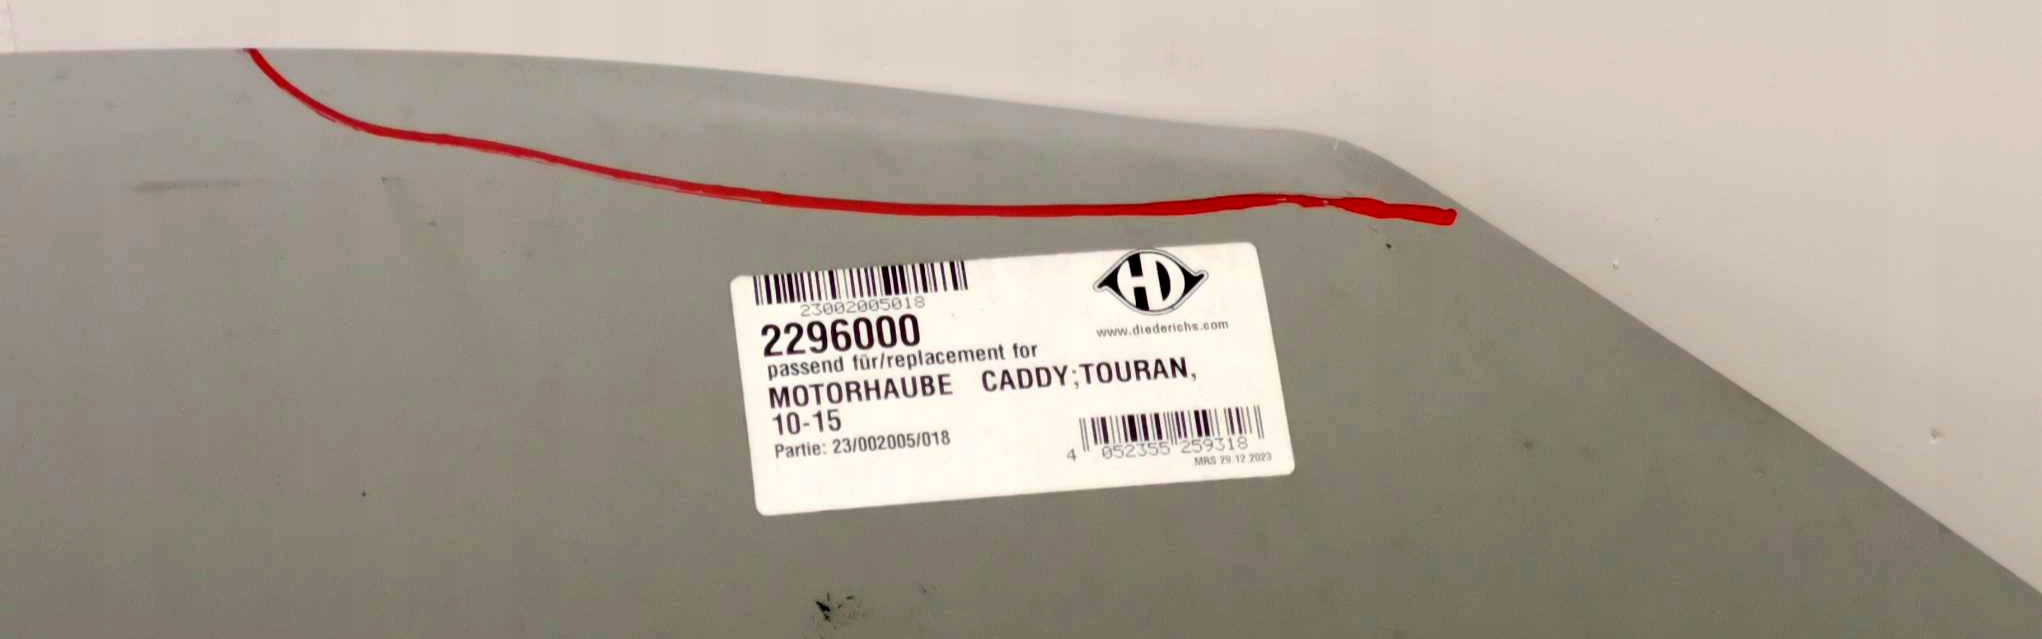 23002005018
HD
2296000
www.diederichs.com
passend für/replacement for
MOTORHAUBE CADDY;TOURAN,
10-15
Partie: 23/002005/018
4 052355 259318
MRS 29.12.2023